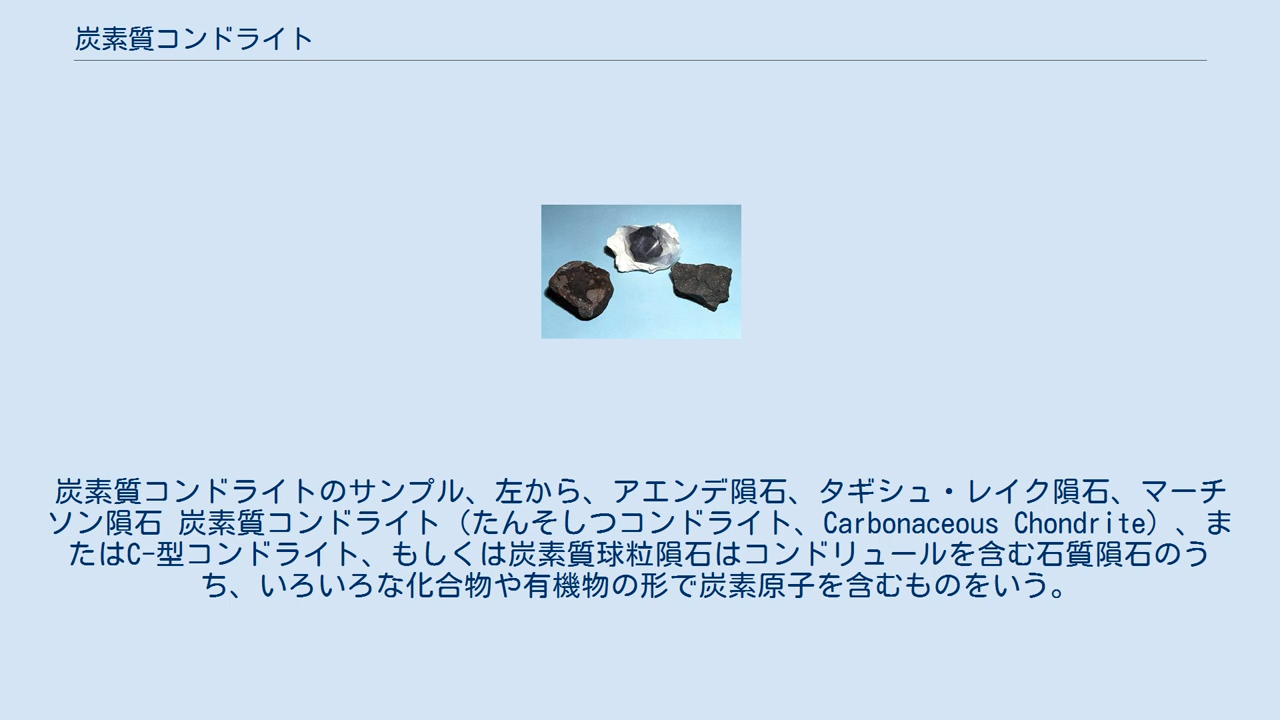 炭素質コンドライト
炭素質コンドライトのサンプル、左から、アエンデ隕石、タギシュ・レイク隕石、マーチ
ソン隕石 炭素質コンドライト（たんそしつコンドライト、Carbonaceous Chondrite）、ま
たはC-型コンドライト、もしくは炭素質球粒隕石はコンドリュールを含む石質隕石のう
ち、いろいろな化合物や有機物の形で炭素原子を含むものをいう。